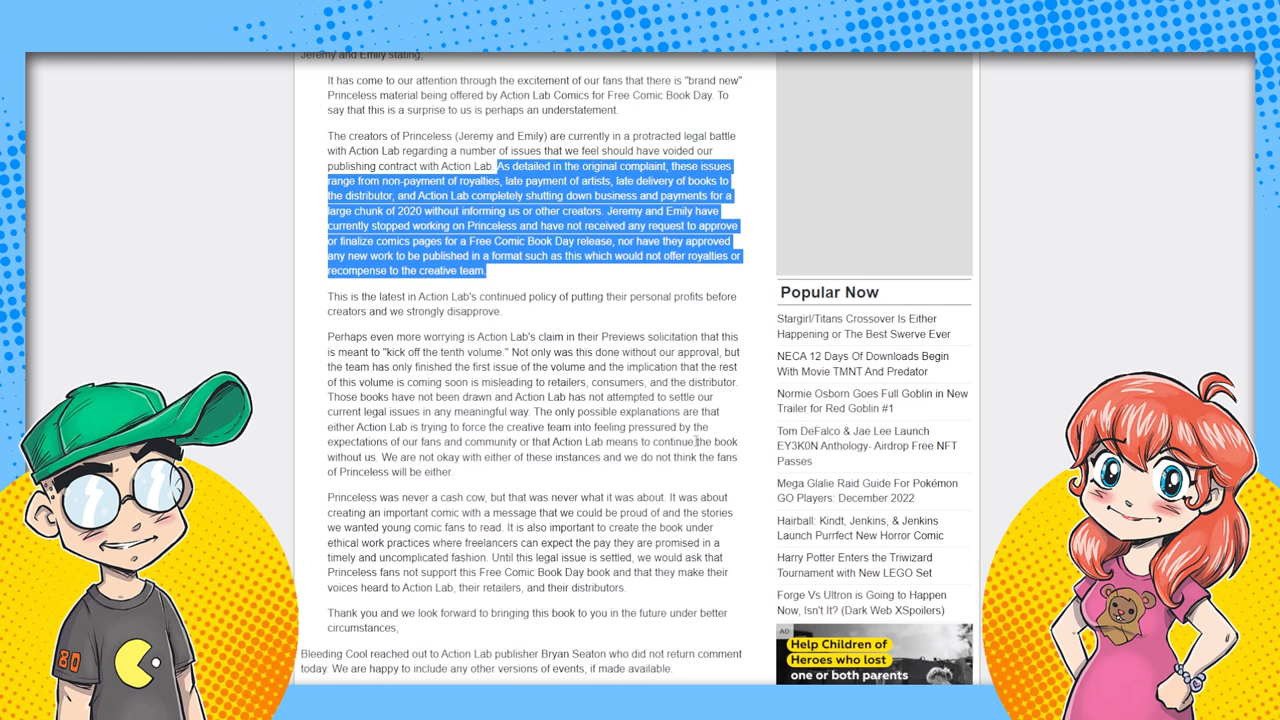 Jeremy and Emily stating,
It has come to our attention through the excitement of our fans that there is "brand new"
Princeless material being offered by Action Lab Comics for Free Comic Book Day. To
say that this is a surprise to us is perhaps an understatement.
The creators of Princeless (Jeremy and Emily) are currently in a protracted legal battle
with Action Lab regarding a number of issues that we feel should have voided our
publishing contract with Action Lab. As detailed in the original complaint, these issues
range from non-payment of royalties, late payment of artists, late delivery of books to
the distributor, and Action Lab completely shutting down business and payments for a
large chunk of 2020 without informing us or other creators. Jeremy and Emily have
currently stopped working on Princeless and have not received any request to approve
or finalize comics pages for a Free Comic Book Day release, nor have they approved
any new work to be published in a format such as this which would not offer royalties or
recompense to the creative team.
This is the latest in Action Lab's continued policy of putting their personal profits before
creators and we strongly disapprove.
Perhaps even more worrying is Action Lab's claim in their Previews solicitation that this
is meant to "kick off the tenth volume." Not only was this done without our approval, but
the team has only finished the first issue of the volume and the implication that the rest
of this volume is coming soon is misleading to retailers, consumers, and the distributor.
Those books have not been drawn and Action Lab has not attempted to settle our
current legal issues in any meaningful way. The only possible explanations are that
either Action Lab is trying to force the creative team into feeling pressured by the
expectations of our fans and community or that Action Lab means to continue the book
without us. We are not okay with either of these instances and we do not think the fans
of Princeless will be either.
Princeless was never a cash cow, but that was never what it was about. It was about
creating an important comic with a message that we could be proud of and the stories
we wanted young comic fans to read. It is also important to create the book under
ethical work practices where freelancers can expect the pay they are promised in a
timely and uncomplicated fashion. Until this legal issue is settled, we would ask that
Princeless fans not support this Free Comic Book Day book and that they make their
voices heard to Action Lab, their retailers, and their distributors.
Thank you and we look forward to bringing this book to you in the future under better
circumstances,
Bleeding Cool reached out to Action Lab publisher Bryan Seaton who did not return comment
today. We are happy to include any other versions of events, if made available.
Popular Now
Stargirl/Titans Crossover Is Either
Happening or The Best Swerve Ever
NECA 12 Days Of Downloads Begin
With Movie TMNT And Predator
Normie Osborn Goes Full Goblin in New
Trailer for Red Goblin #1
Tom DeFalco & Jae Lee Launch
EY3K0N Anthology- Airdrop Free NFT
Passes
Mega Glalie Raid Guide For Pokémon
GO Players: December 2022
Hairball: Kindt, Jenkins, & Jenkins
Launch Purrfect New Horror Comic
Harry Potter Enters the Triwizard
Tournament with New LEGO Set
Forge Vs Ultron is Going to Happen
Now, Isn't It? (Dark Web XSpoilers)
AD
Help Children of
Heroes who lost
one or both parents
80